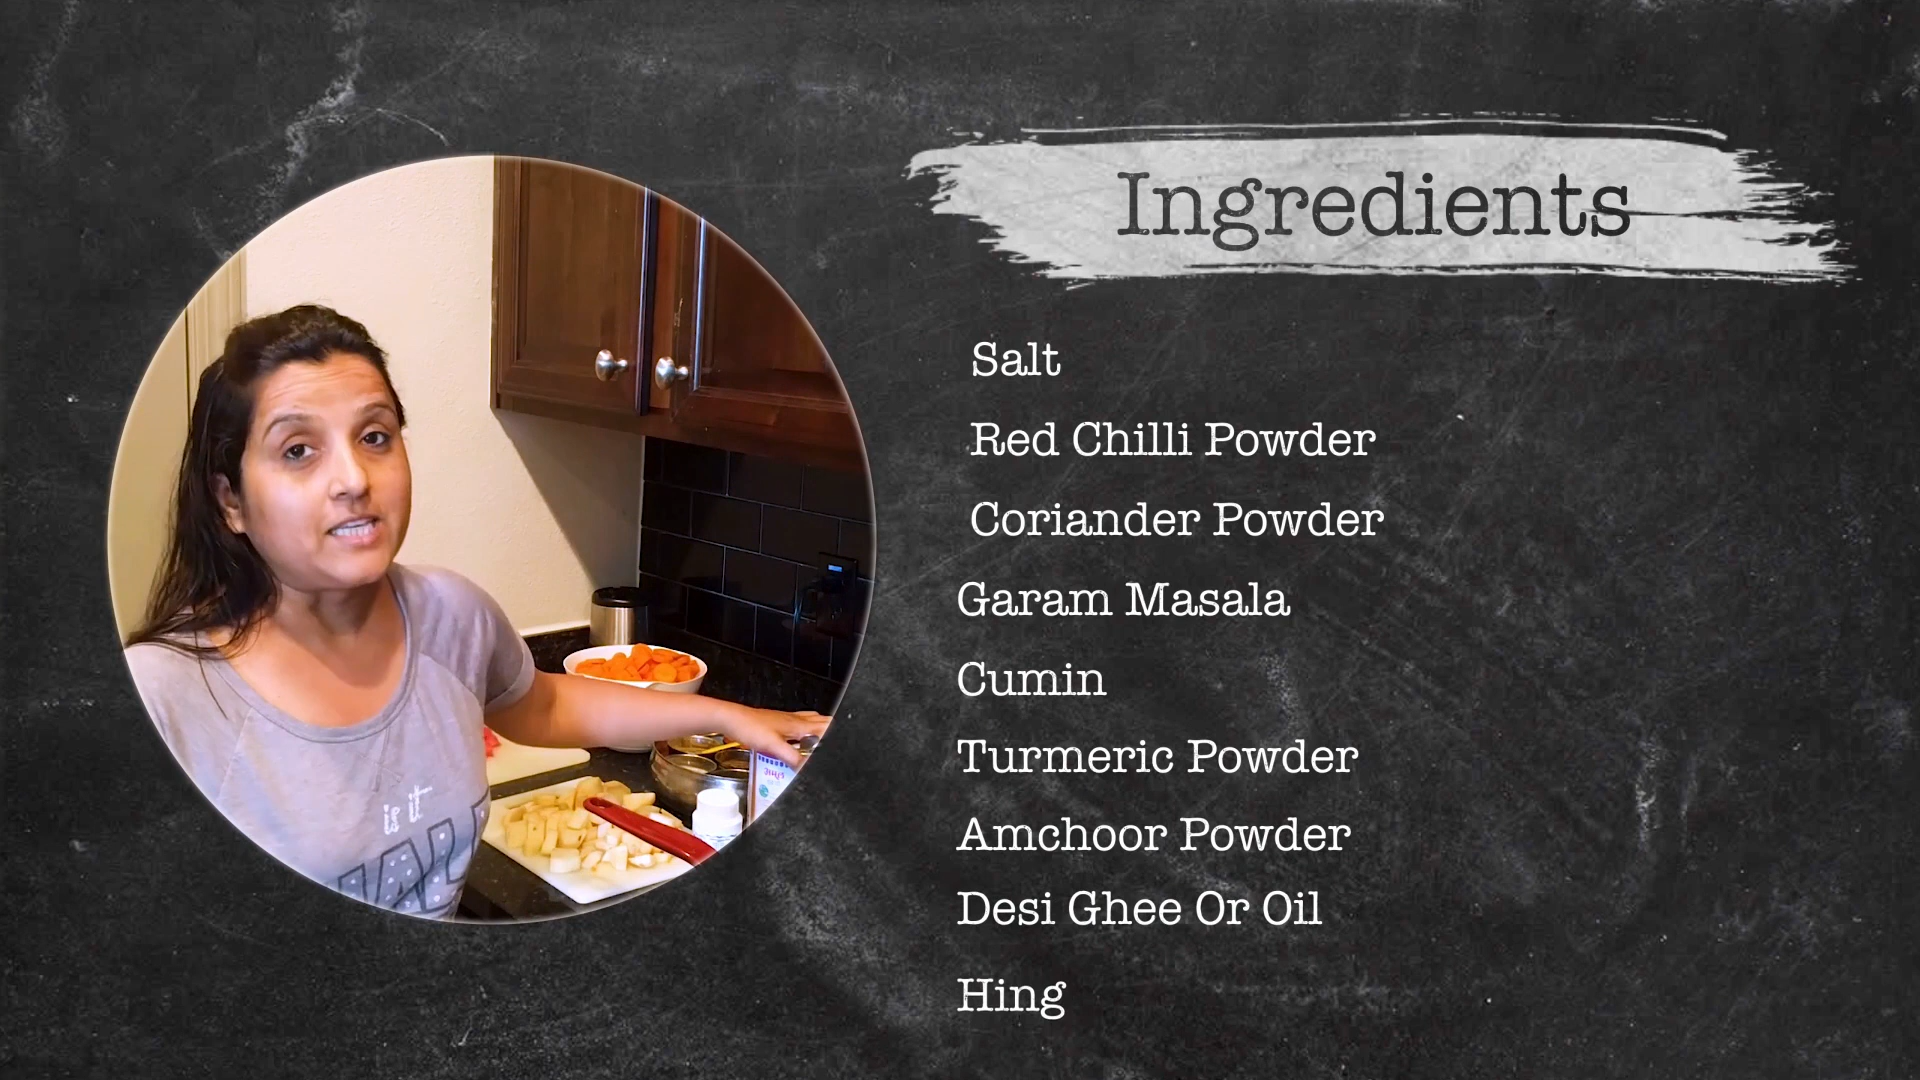 Ingredients
Salt
Red Chilli Powder
Coriander Powder
Garam Masala
Cumin
Turmeric Powder
Amchoor Powder
Desi Ghee Or Oil
Hing